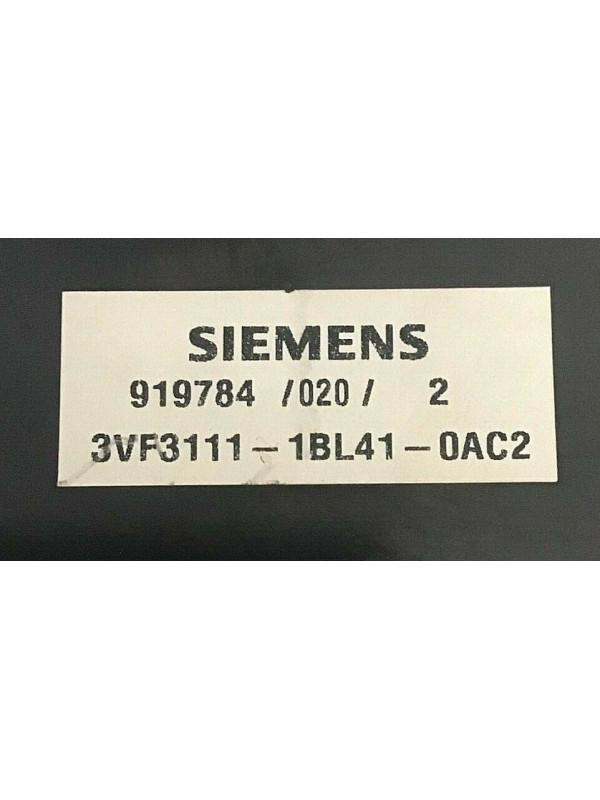 SIEMENS
919784 /020/ 2
3VF3111-1BL41-0AC2